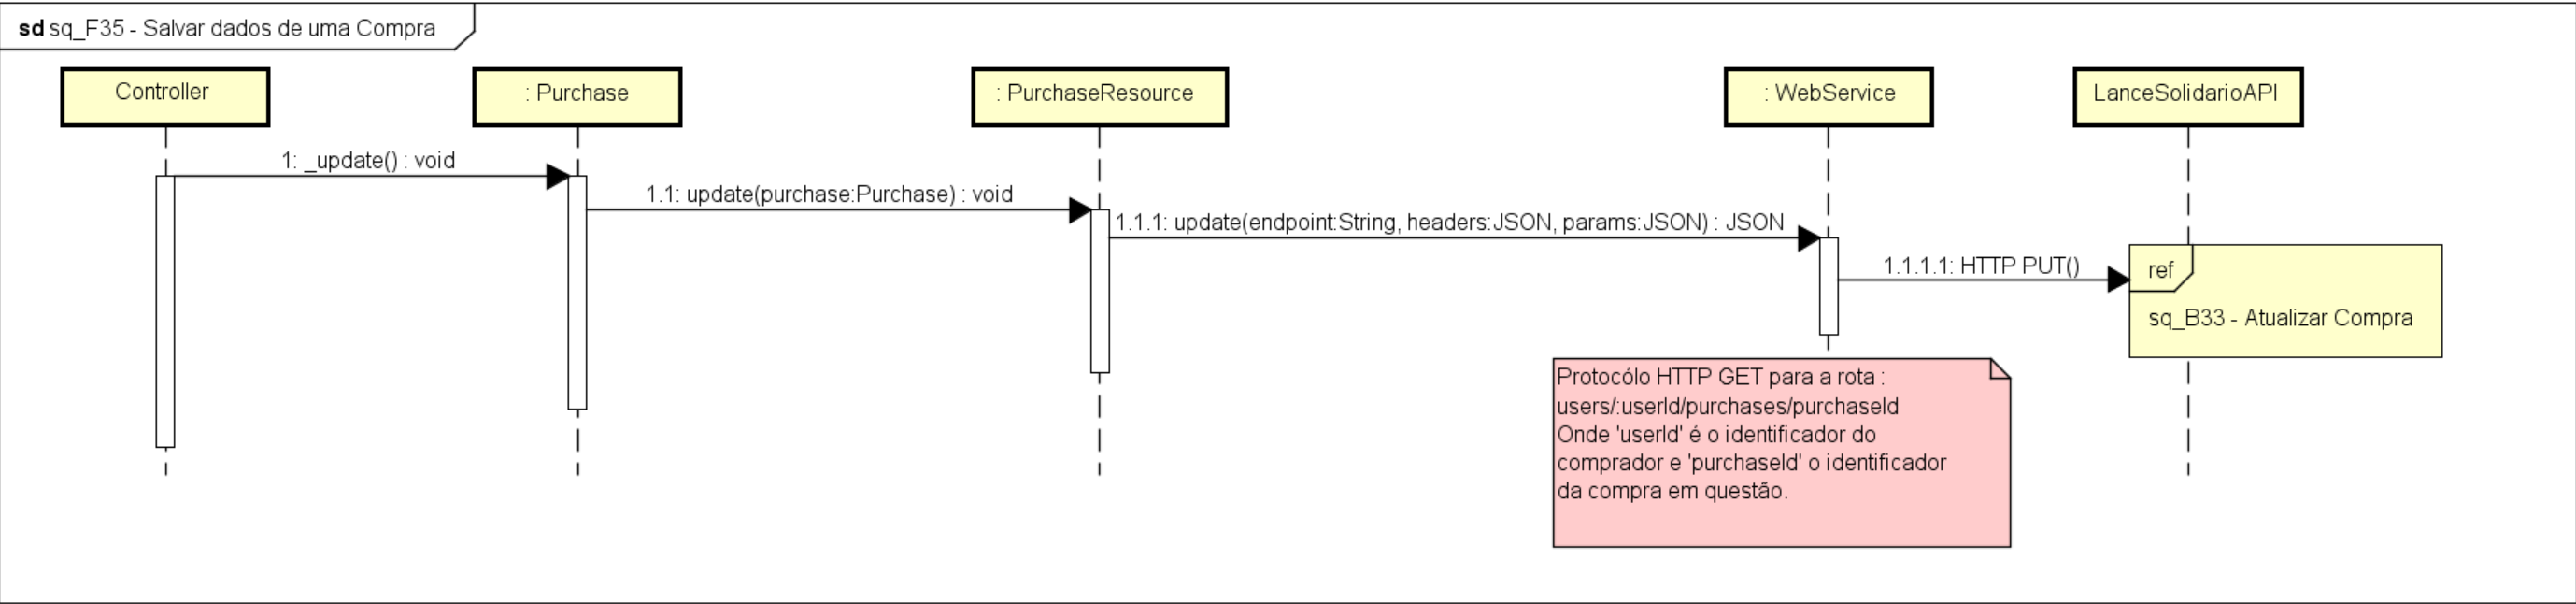 sd sq_F35 - Salvar dados de uma Compra
Controller
: Purchase
: PurchaseResource
: WebService
LanceSolidarioAPI
1: _update() : void
1.1: update(purchase:Purchase) : void
1.1.1: update(endpoint:String, headers:JSON, params:JSON) : JSON
1.1.1.1: HTTP PUT()
ref
sq_B33 - Atualizar Compra
Protocólo HTTP GET para a rota :
users/:userId/purchases/purchaseId
Onde 'userId' é o identificador do
comprador e 'purchaseId' o identificador
da compra em questão.